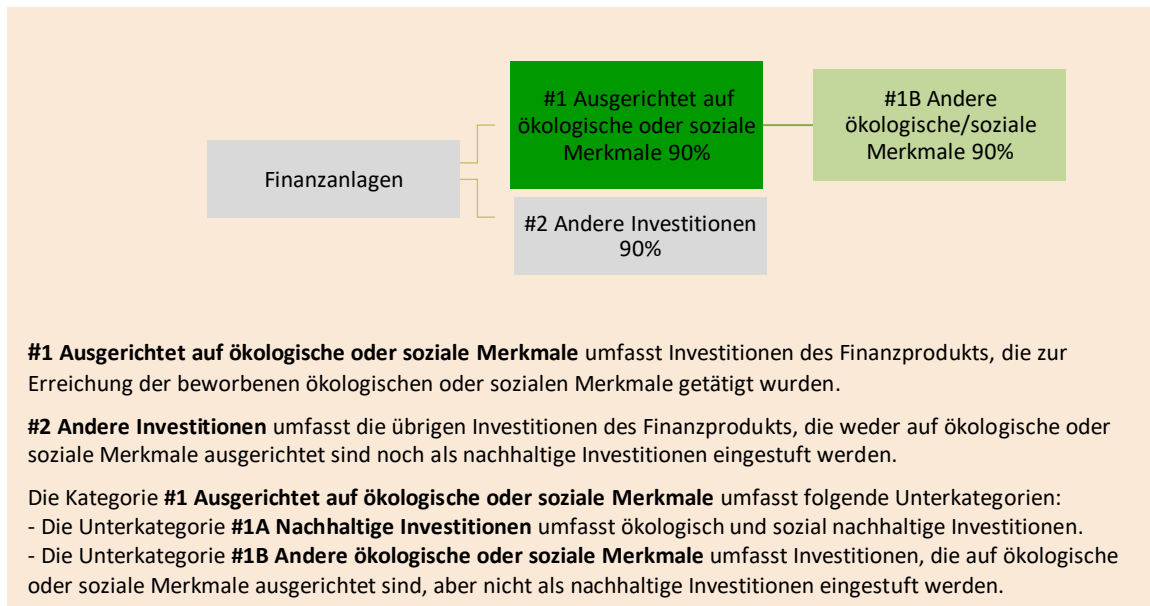 #1 Ausgerichtet auf
ökologische oder soziale
Merkmale 90%
#1B Andere
ökologische/soziale
Merkmale 90%
Finanzanlagen
#2 Andere Investitionen
90%
#1 Ausgerichtet auf ökologische oder soziale Merkmale umfasst Investitionen des Finanzprodukts, die zur
Erreichung der beworbenen ökologischen oder sozialen Merkmale getätigt wurden.
#2 Andere Investitionen umfasst die übrigen Investitionen des Finanzprodukts, die weder auf ökologische oder
soziale Merkmale ausgerichtet sind noch als nachhaltige Investitionen eingestuft werden.
Die Kategorie #1 Ausgerichtet auf ökologische oder soziale Merkmale umfasst folgende Unterkategorien:
- Die Unterkategorie #1A Nachhaltige Investitionen umfasst ökologisch und sozial nachhaltige Investitionen.
- Die Unterkategorie #1B Andere ökologische oder soziale Merkmale umfasst Investitionen, die auf ökologische
oder soziale Merkmale ausgerichtet sind, aber nicht als nachhaltige Investitionen eingestuft werden.